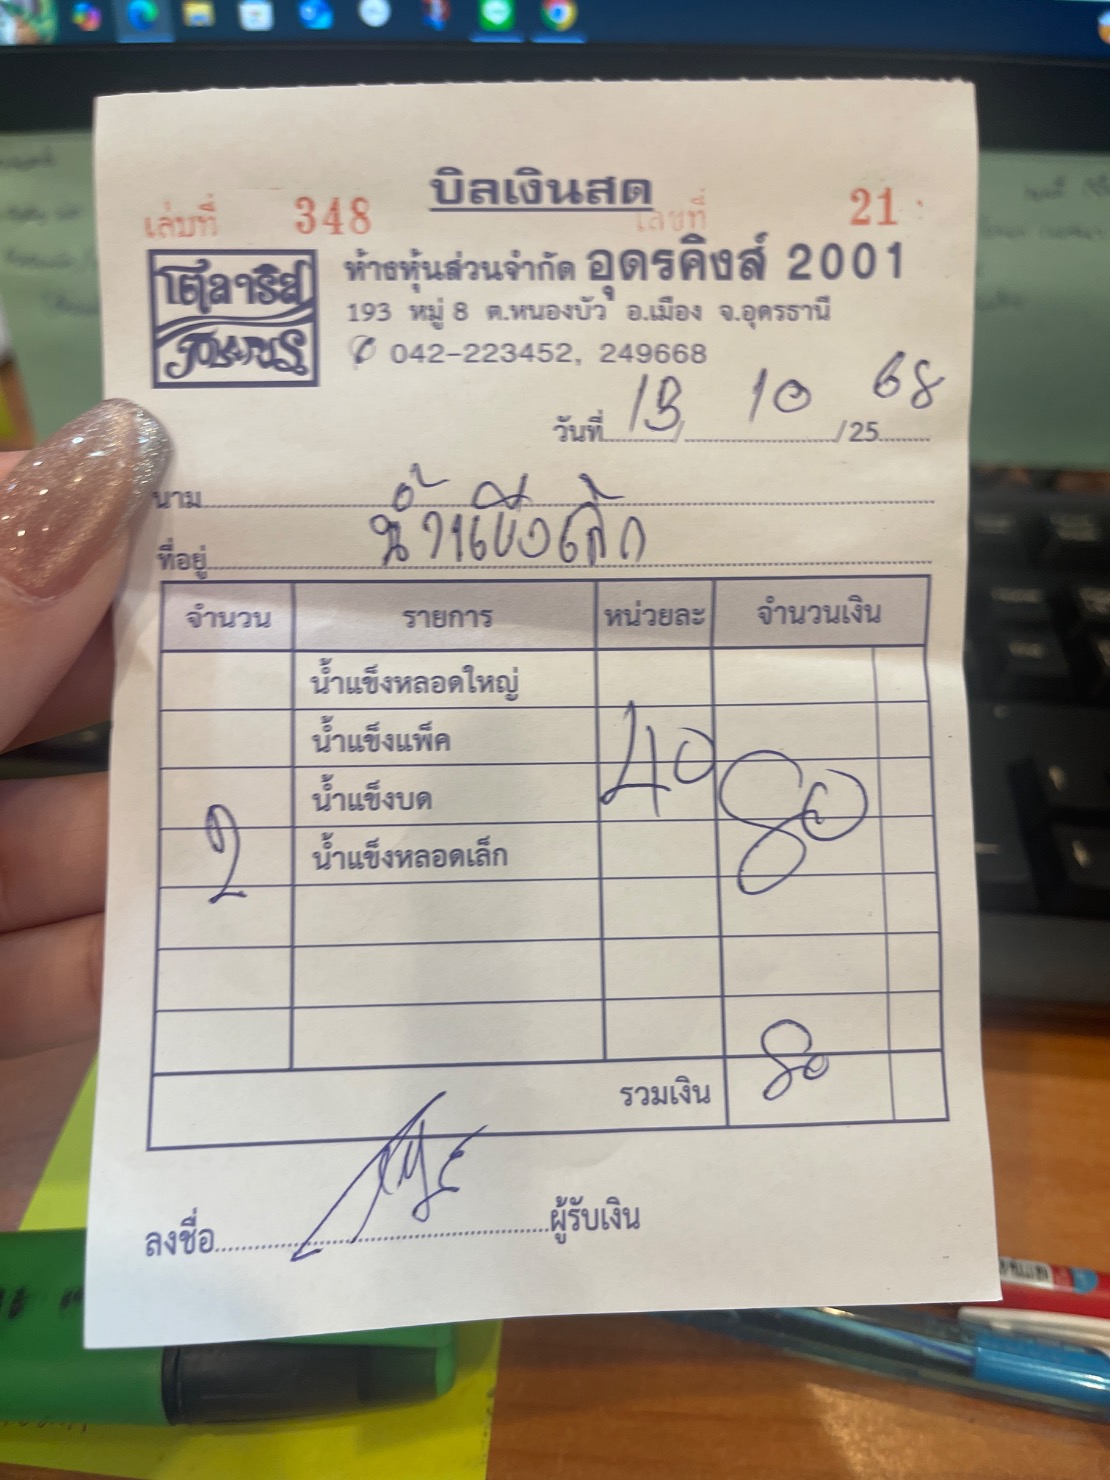 บิลเงินสด
เล่มที่ 348 เลขที่ 21
ห้างหุ้นส่วนจำกัด อุดรคิงส์ 2001
193 หมู่ 8 ต.หนองบัว อ.เมือง จ.อุดรธานี
042-223452, 249668
วันที่ 13 / 10 /25 68
นาม
ที่อยู่ น้ำแข็งเล็ก
จำนวน รายการ หน่วยละ จำนวนเงิน
น้ำแข็งหลอดใหญ่
น้ำแข็งแพ็ค
น้ำแข็งบด 40 80
2 น้ำแข็งหลอดเล็ก
รวมเงิน 80
ลงชื่อ ผู้รับเงิน